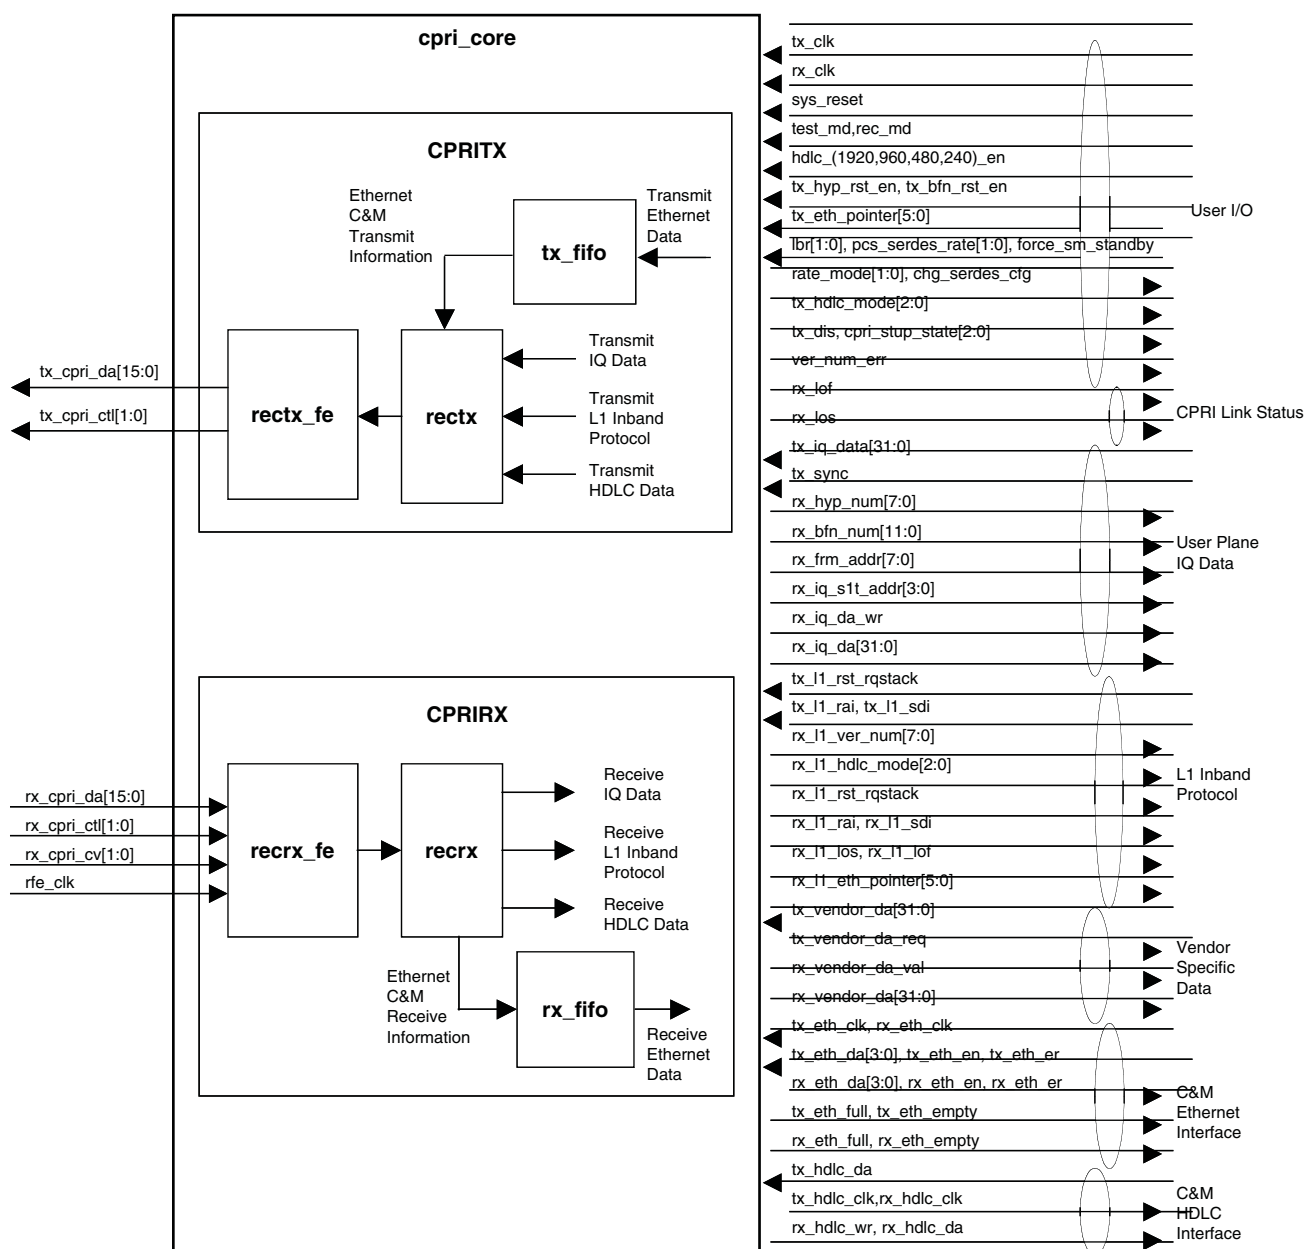 cpri_core
CPRITX
Ethernet
C&M
Transmit
Information
tx_fifo
Transmit
Ethernet
Data
rectx_fe
rectx
Transmit
IQ Data
Transmit
L1 Inband
Protocol
Transmit
HDLC Data
tx_cpri_da[15:0]
tx_cpri_ctl[1:0]
CPRIRX
rx_cpri_da[15:0]
rx_cpri_ctl[1:0]
rx_cpri_cv[1:0]
rfe_clk
recrx_fe
recrx
Receive
IQ Data
Receive
L1 Inband
Protocol
Receive
HDLC Data
Ethernet
C&M
Receive
Information
rx_fifo
Receive
Ethernet
Data
tx_clk
rx_clk
sys_reset
test_md,rec_md
hdlc_(1920,960,480,240)_en
tx_hyp_rst_en, tx_bfn_rst_en
tx_eth_pointer[5:0]
lbr[1:0], pcs_serdes_rate[1:0], force_sm_standby
rate_mode[1:0], chg_serdes_cfg
tx_hdlc_mode[2:0]
tx_dis, cpri_stup_state[2:0]
ver_num_err
User I/O
rx_lof
rx_los
CPRI Link Status
tx_iq_data[31:0]
tx_sync
rx_hyp_num[7:0]
rx_bfn_num[11:0]
rx_frm_addr[7:0]
rx_iq_s1t_addr[3:0]
rx_iq_da_wr
rx_iq_da[31:0]
User Plane
IQ Data
tx_l1_rst_rqstack
tx_l1_rai, tx_l1_sdi
rx_l1_ver_num[7:0]
rx_l1_hdlc_mode[2:0]
rx_l1_rst_rqstack
rx_l1_rai, rx_l1_sdi
rx_l1_los, rx_l1_lof
rx_l1_eth_pointer[5:0]
L1 Inband
Protocol
tx_vendor_da[31:0]
tx_vendor_da_req
rx_vendor_da_val
rx_vendor_da[31:0]
Vendor
Specific
Data
tx_eth_clk, rx_eth_clk
tx_eth_da[3:0], tx_eth_en, tx_eth_er
rx_eth_da[3:0], rx_eth_en, rx_eth_er
tx_eth_full, tx_eth_empty
rx_eth_full, rx_eth_empty
C&M
Ethernet
Interface
tx_hdlc_da
tx_hdlc_clk,rx_hdlc_clk
rx_hdlc_wr, rx_hdlc_da
C&M
HDLC
Interface